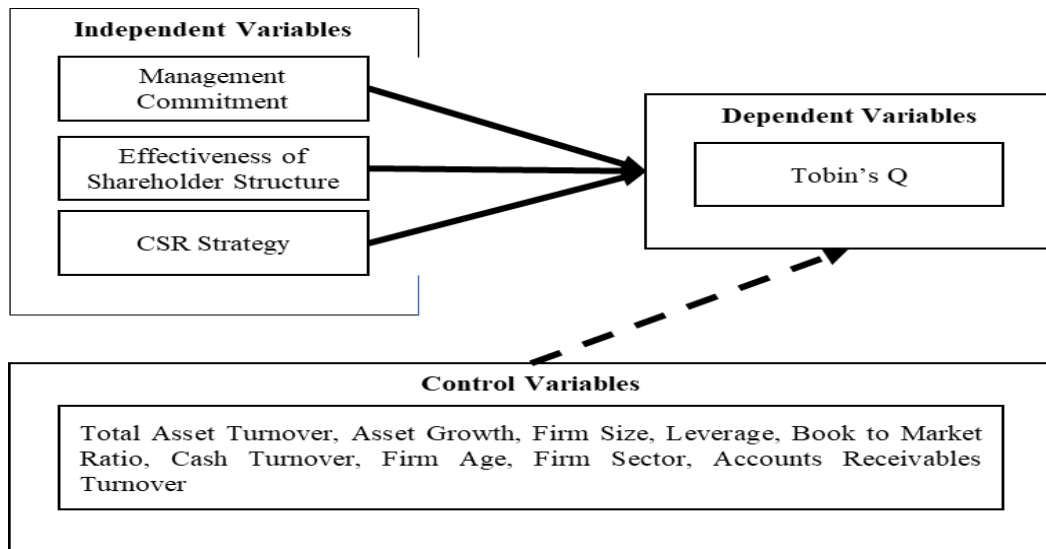 Independent Variables
Management
Commitment
Effectiveness of
Shareholder Structure
CSR Strategy
Dependent Variables
Tobin’s Q
Control Variables
Total Asset Turnover, Asset Growth, Firm Size, Leverage, Book to Market
Ratio, Cash Turnover, Firm Age, Firm Sector, Accounts Receivables
Turnover